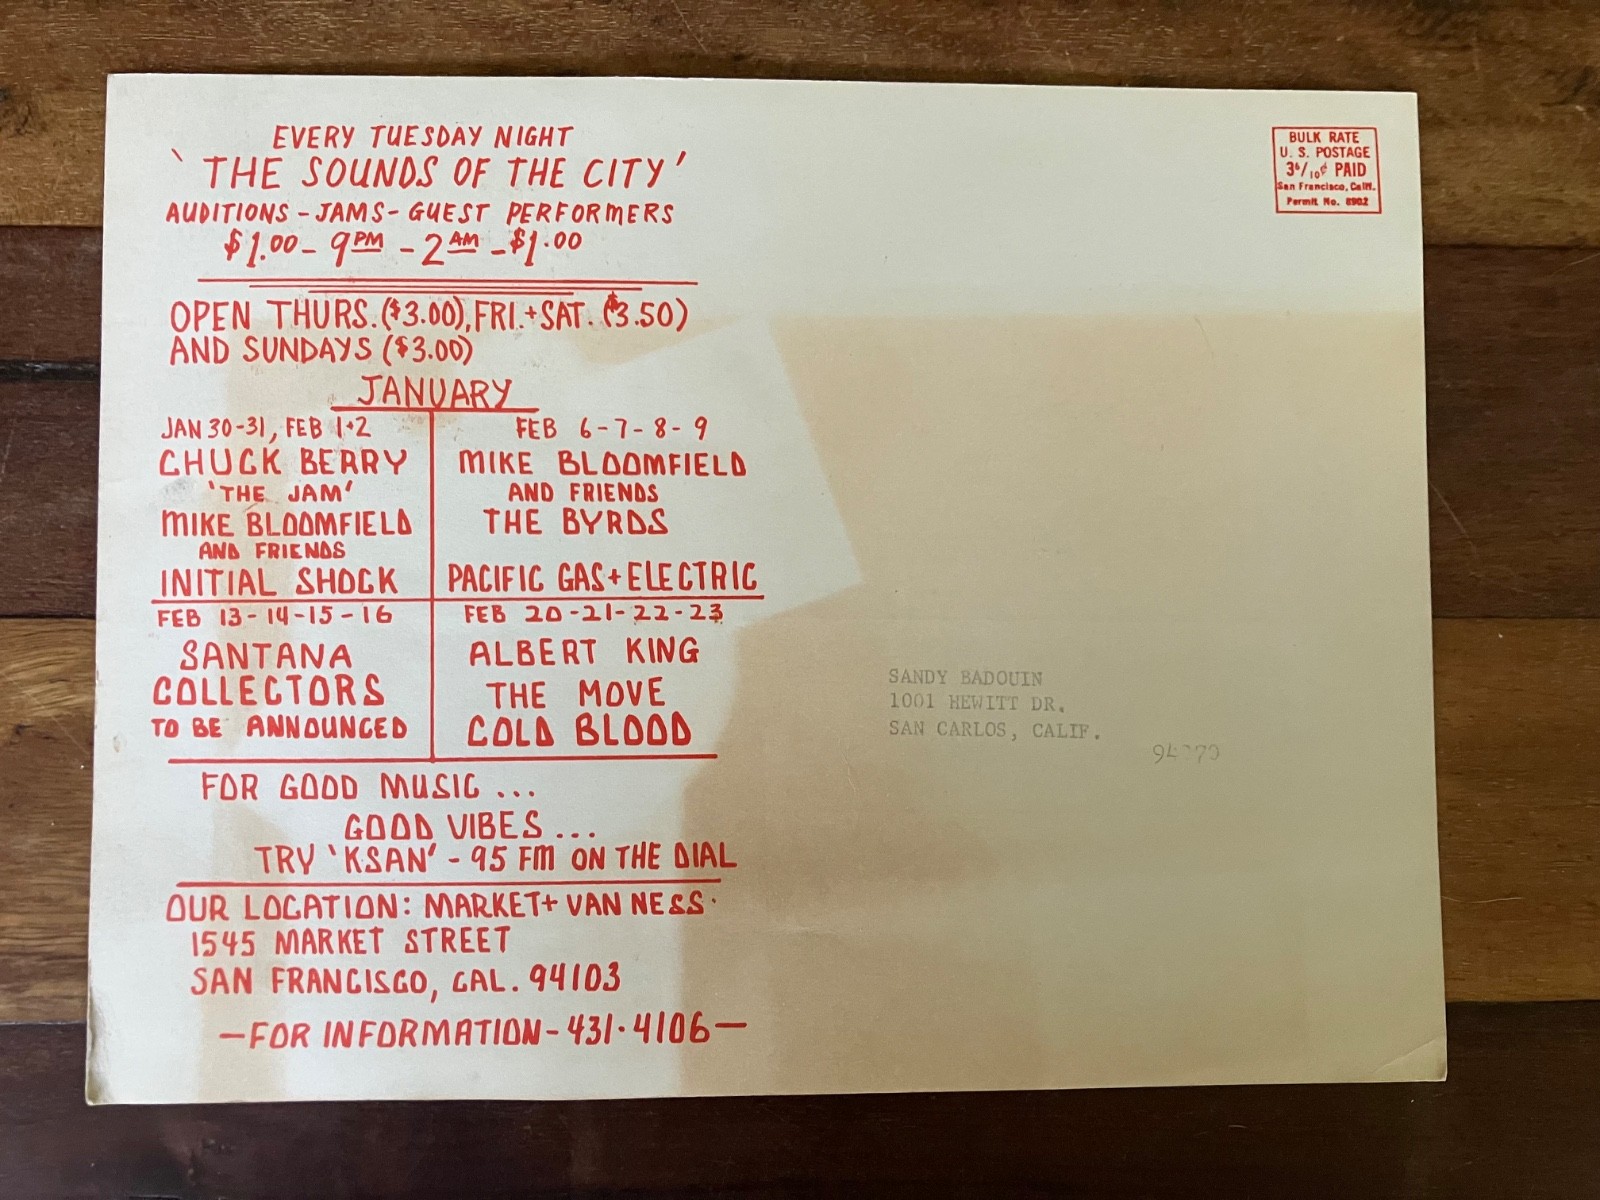 EVERY TUESDAY NIGHT
'THE SOUNDS OF THE CITY'
AUDITIONS - JAMS - GUEST PERFORMERS
$1.00 - 9PM - 2AM - $1.00
OPEN THURS. ($3.00), FRI. + SAT. ($3.50)
AND SUNDAYS ($3.00)
JANUARY
JAN 30-31, FEB 1+2
CHUCK BERRY
'THE JAM'
MIKE BLOOMFIELD
AND FRIENDS
INITIAL SHOCK
FEB 6-7-8-9
MIKE BLOOMFIELD
AND FRIENDS
THE BYRDS
PACIFIC GAS + ELECTRIC
FEB 13-14-15-16
SANTANA
COLLECTORS
TO BE ANNOUNCED
FEB 20-21-22-23
ALBERT KING
THE MOVE
COLD BLOOD
FOR GOOD MUSIC ...
GOOD VIBES ...
TRY 'KSAN' - 95 FM ON THE DIAL
OUR LOCATION: MARKET + VAN NESS.
1545 MARKET STREET
SAN FRANCISCO, CAL. 94103
—FOR INFORMATION - 431.4106—
BULK RATE
U. S. POSTAGE
3 6/10¢ PAID
San Francisco, Calif.
Permit No. 8902
SANDY BADOUIN
1001 HEWITT DR.
SAN CARLOS, CALIF.